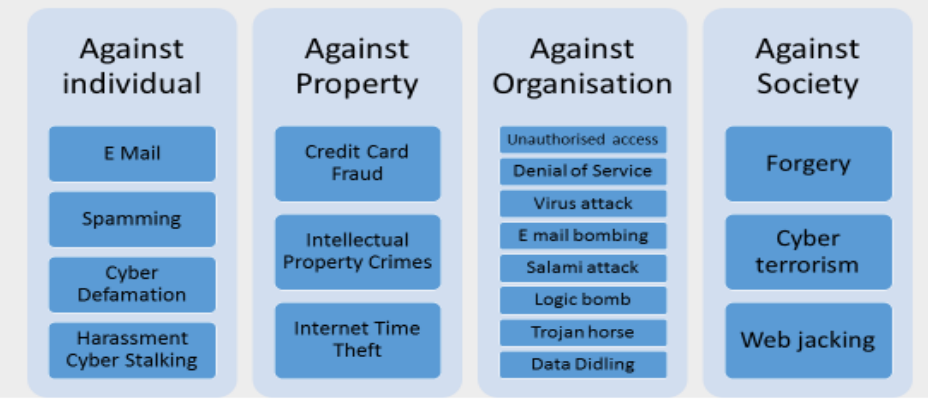 Against
individual
E Mail
Spamming
Cyber
Defamation
Harassment
Cyber Stalking
Against
Property
Credit Card
Fraud
Intellectual
Property Crimes
Internet Time
Theft
Against
Organisation
Unauthorised access
Denial of Service
Virus attack
E mail bombing
Salami attack
Logic bomb
Trojan horse
Data Didling
Against
Society
Forgery
Cyber
terrorism
Web jacking